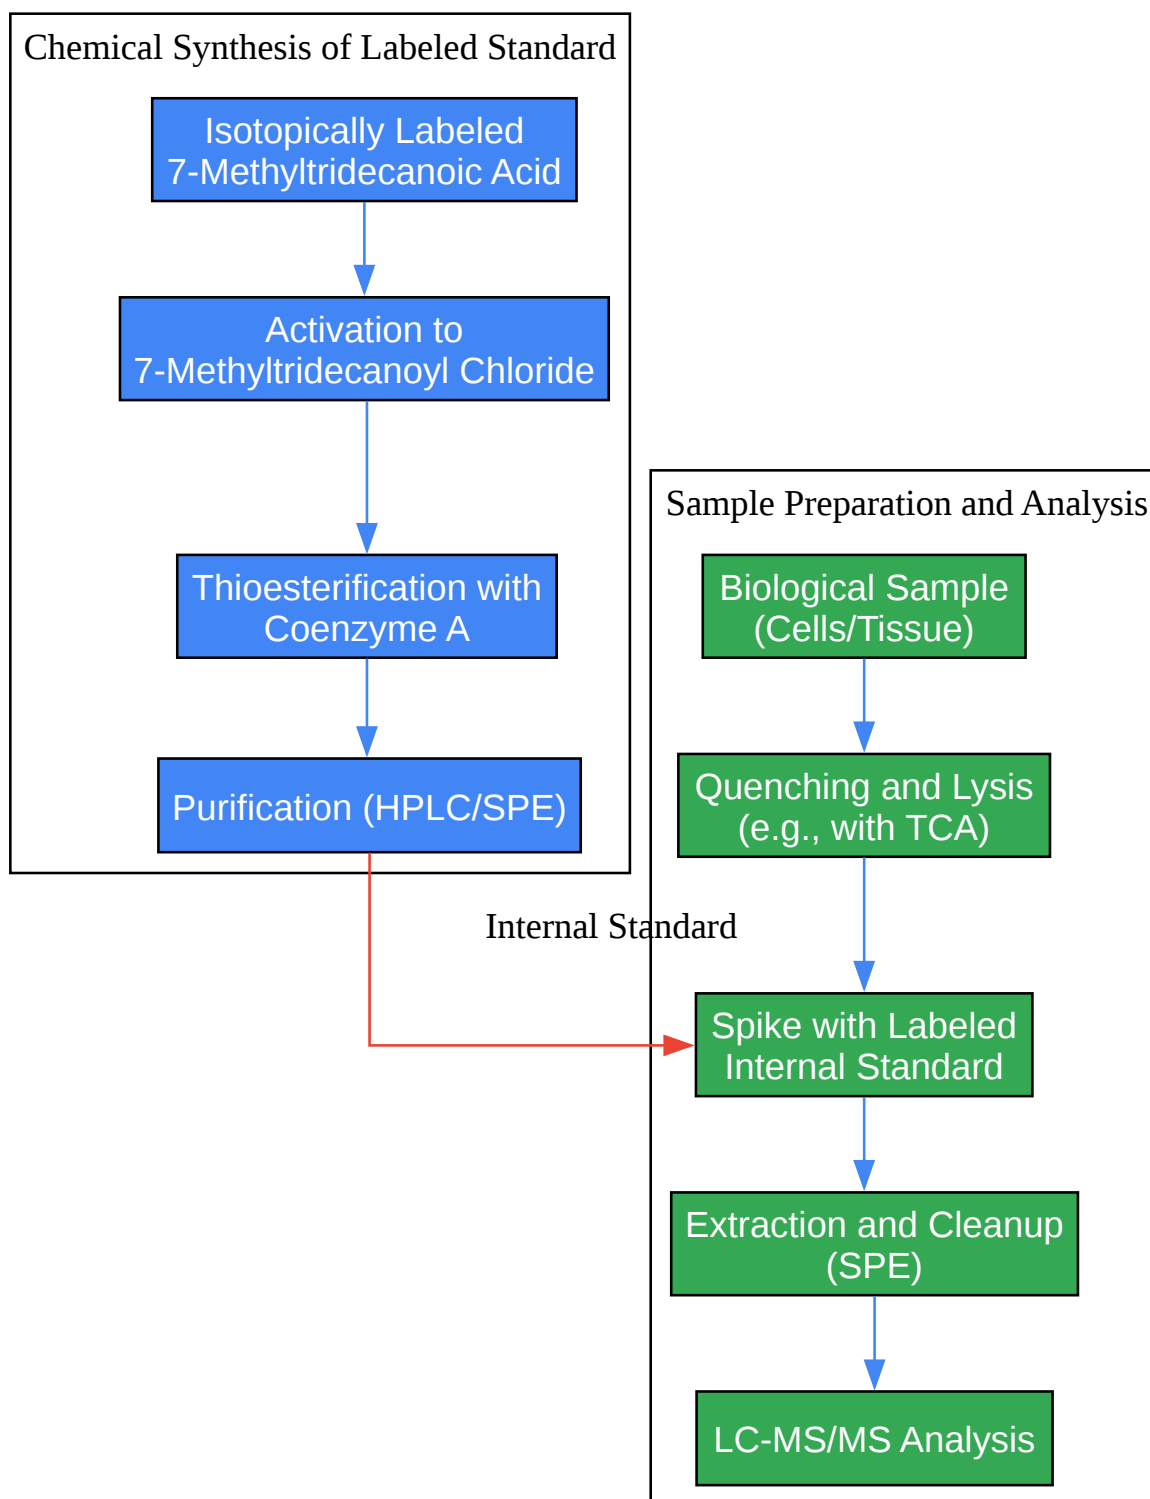 Chemical Synthesis of Labeled Standard
Isotopically Labeled
7-Methyltridecanoic Acid
Activation to
7-Methyltridecanoyl Chloride
Thioesterification with
Coenzyme A
Purification (HPLC/SPE)
Internal Standard
Sample Preparation and Analysis
Biological Sample
(Cells/Tissue)
Quenching and Lysis
(e.g., with TCA)
Spike with Labeled
Internal Standard
Extraction and Cleanup
(SPE)
LC-MS/MS Analysis